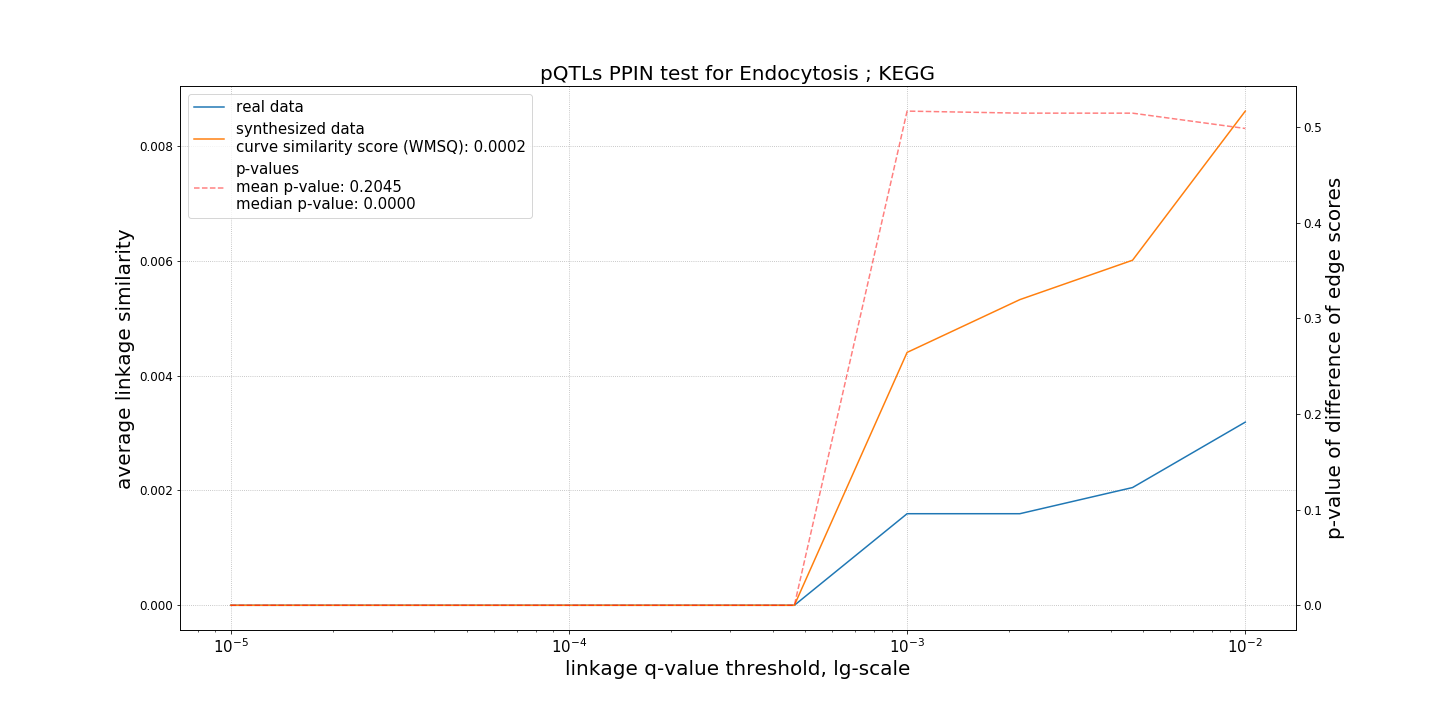 pQTLs PPIN test for Endocytosis ; KEGG
real data
synthesized data
curve similarity score (WMSQ): 0.0002
p-values
mean p-value: 0.2045
median p-value: 0.0000
average linkage similarity
0.008
0.006
0.004
0.002
0.000
0.5
0.4
0.3
0.2
0.1
0.0
p-value of difference of edge scores
10⁻⁵ 10⁻⁴ 10⁻³ 10⁻²
linkage q-value threshold, lg-scale